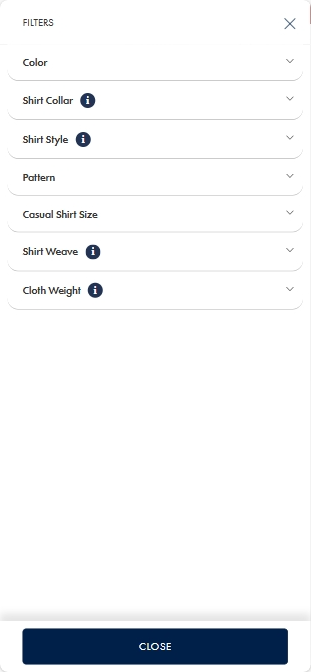 FILTERS
Color
Shirt Collar i
Shirt Style i
Pattern
Casual Shirt Size
Shirt Weave i
Cloth Weight i
CLOSE